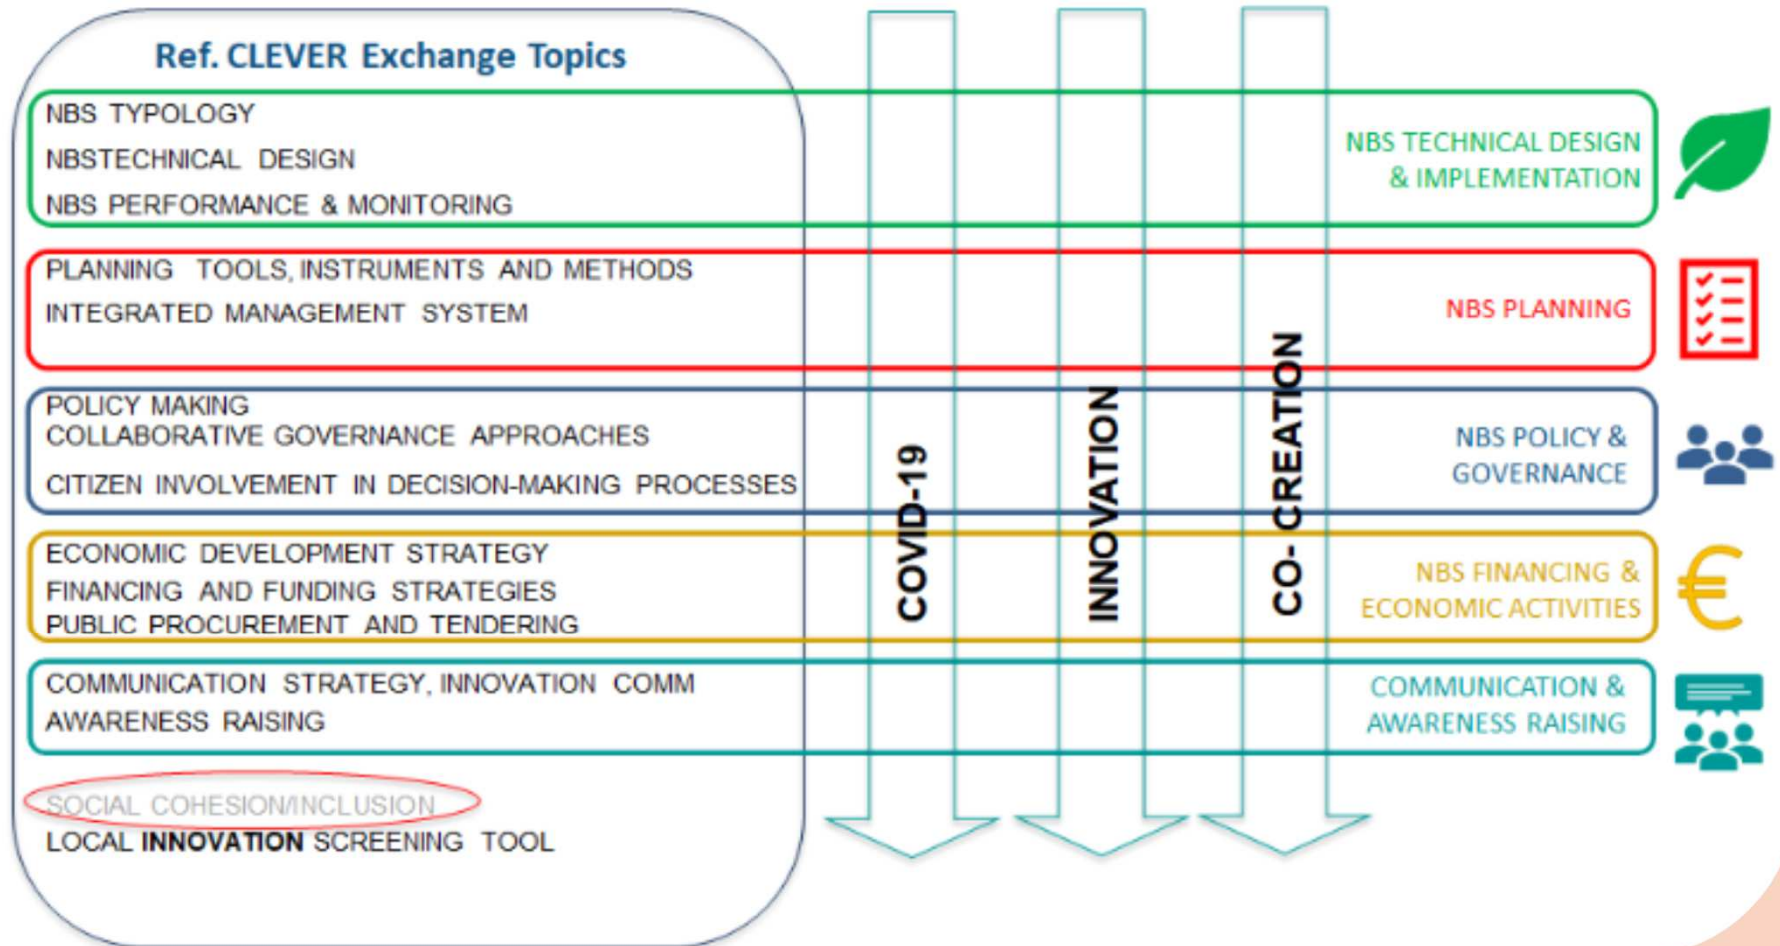 Ref. CLEVER Exchange Topics
NBS TYPOLOGY
NBSTECHNICAL DESIGN
NBS PERFORMANCE & MONITORING
NBS TECHNICAL DESIGN
& IMPLEMENTATION
PLANNING TOOLS, INSTRUMENTS AND METHODS
INTEGRATED MANAGEMENT SYSTEM
NBS PLANNING
POLICY MAKING
COLLABORATIVE GOVERNANCE APPROACHES
CITIZEN INVOLVEMENT IN DECISION-MAKING PROCESSES
NBS POLICY &
GOVERNANCE
ECONOMIC DEVELOPMENT STRATEGY
FINANCING AND FUNDING STRATEGIES
PUBLIC PROCUREMENT AND TENDERING
NBS FINANCING &
ECONOMIC ACTIVITIES
€
COMMUNICATION STRATEGY, INNOVATION COMM
AWARENESS RAISING
COMMUNICATION &
AWARENESS RAISING
SOCIAL COHESION/INCLUSION
LOCAL INNOVATION SCREENING TOOL
COVID-19
INNOVATION
CO- CREATION